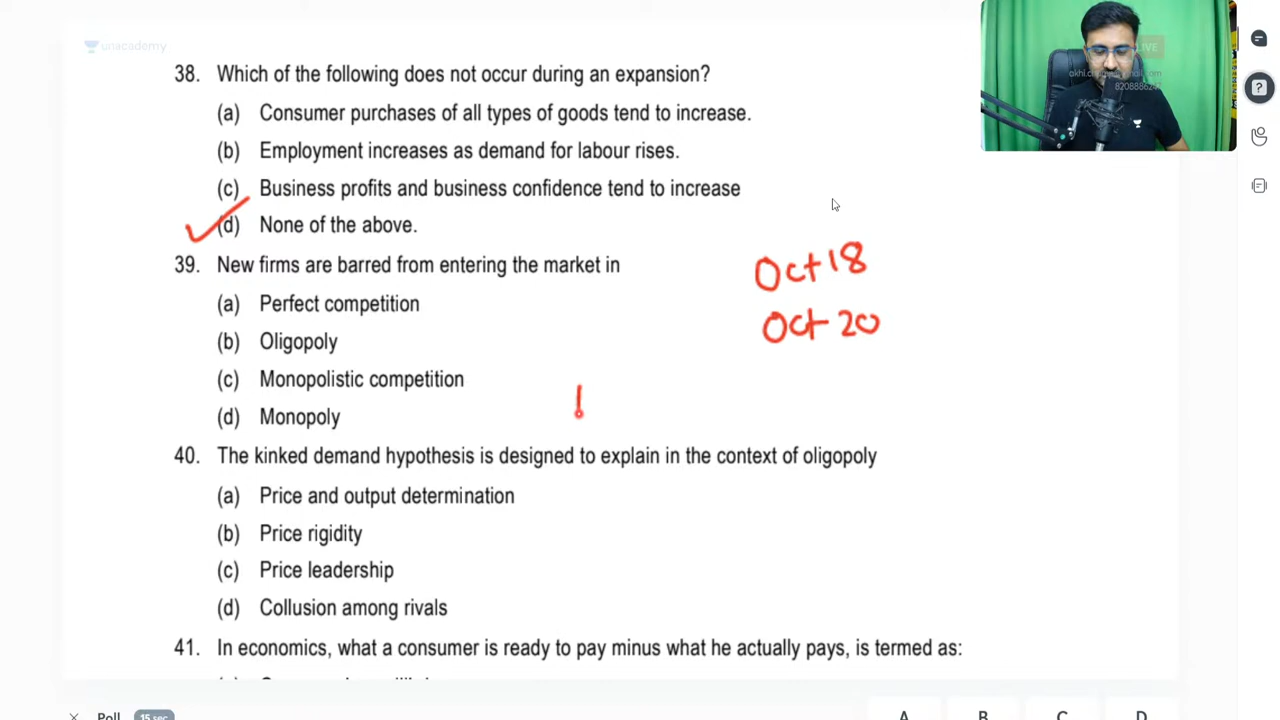 unacademy
LIVE
38. Which of the following does not occur during an expansion?
(a) Consumer purchases of all types of goods tend to increase.
(b) Employment increases as demand for labour rises.
(c) Business profits and business confidence tend to increase
(d) None of the above.
39. New firms are barred from entering the market in
Oct 18
(a) Perfect competition
Oct 20
(b) Oligopoly
(c) Monopolistic competition
(d) Monopoly
40. The kinked demand hypothesis is designed to explain in the context of oligopoly
(a) Price and output determination
(b) Price rigidity
(c) Price leadership
(d) Collusion among rivals
41. In economics, what a consumer is ready to pay minus what he actually pays, is termed as:
Poll 15 sec A B C D